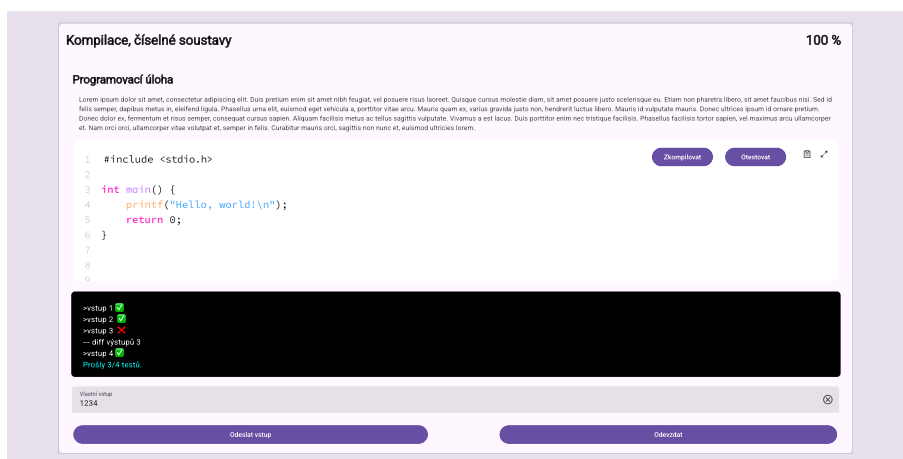 Kompilace, číselné soustavy
100 %
Programovací úloha
Lorem ipsum dolor sit amet, consectetur adipiscing elit. Duis pretium enim sit amet nibh feugiat, vel posuere risus laoreet. Quisque cursus molestie diam, sit amet posuere justo scelerisque eu. Etiam non pharetra libero, sit amet faucibus nisi. Sed id
felis semper, dapibus metus in, eleifend ligula. Phasellus urna elit, euismod eget vehicula a, porttitor vitae arcu. Mauris quam ex, varius gravida justo non, hendrerit luctus libero. Mauris id vulputate mauris. Donec ultrices ipsum id ornare pretium.
Donec dolor ex, fermentum et risus semper, consequat cursus sapien. Aliquam facilisis metus ac tellus sagittis vulputate. Vivamus a est lacus. Duis porttitor enim nec tristique facilisis. Phasellus facilisis tortor sapien, vel maximus arcu ullamcorper
et. Nam orci orci, ullamcorper vitae volutpat et, semper in felis. Curabitur mauris orci, sagittis non nunc et, euismod ultricies lorem.
Zkompilovat
Otestovat
1 #include <stdio.h>
2
3 int main() {
4 printf("Hello, world!\n");
5 return 0;
6 }
7
8
9
>vstup 1 ✅
>vstup 2 ✅
>vstup 3 ❌
--- diff výstupů 3
>vstup 4 ✅
Prošly 3/4 testů.
Vlastní vstup
1234
Odeslat vstup
Odevzdat